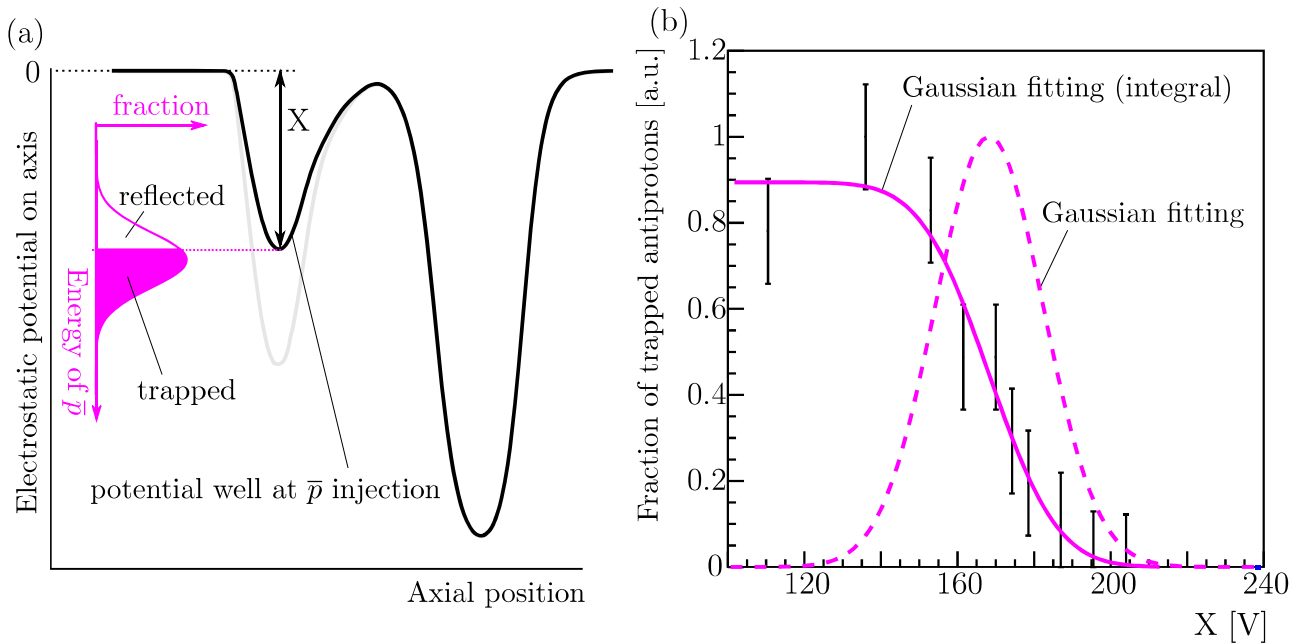 (a)
0
fraction
X
reflected
Energy of p̅
trapped
potential well at p̅ injection
Electrostatic potential on axis
Axial position
(b)
Fraction of trapped antiprotons [a.u.]
1.2
1
0.8
0.6
0.4
0.2
0
Gaussian fitting (integral)
Gaussian fitting
120
160
200
240
X [V]